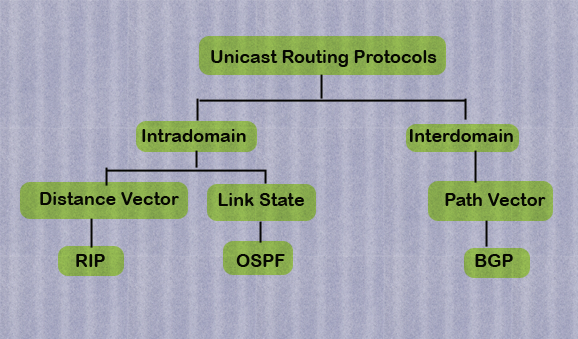 Unicast Routing Protocols
Intradomain
Interdomain
Distance Vector
Link State
Path Vector
RIP
OSPF
BGP